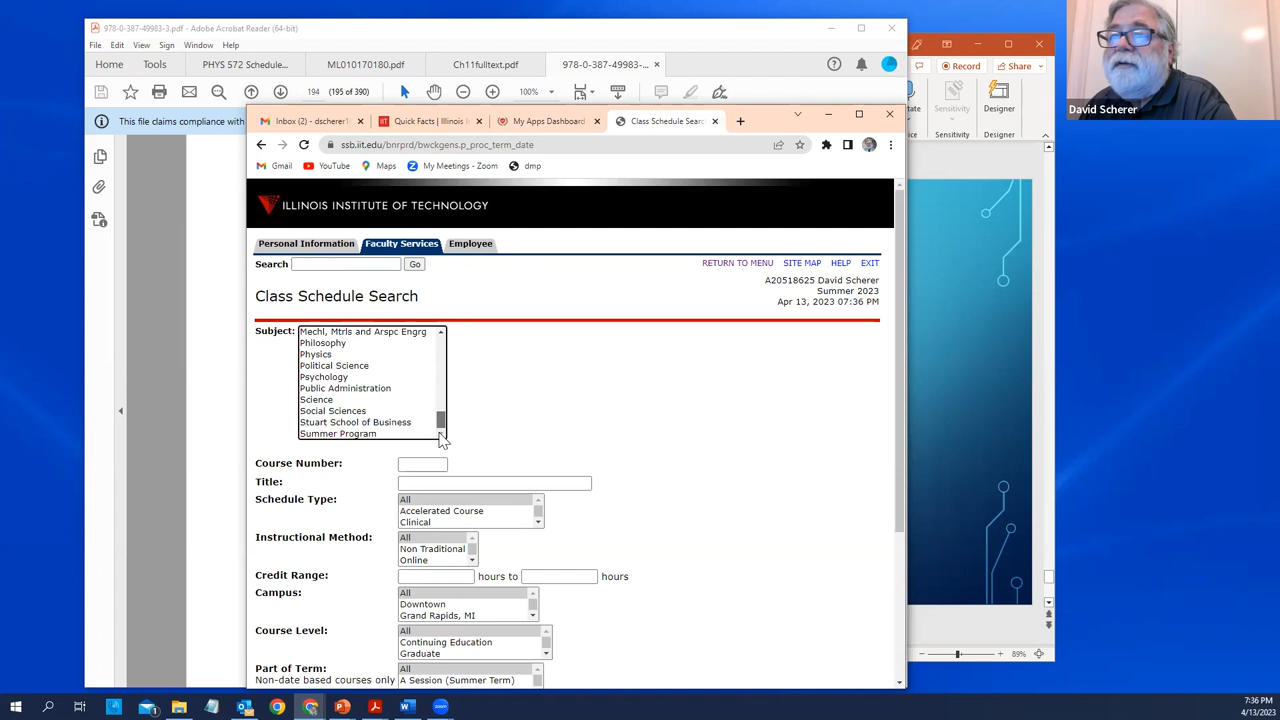 978-0-387-49983-3.pdf - Adobe Acrobat Reader (64-bit)
File Edit View Sign Window Help
Home Tools PHYS 572 Schedule... ML010170180.pdf Ch11fulltext.pdf 978-0-387-49983-... ×
194 (195 of 390) 100%
This file claims compliance with
Record Share
Sensitivity Designer
Sensitivity Designer
David Scherer
Inbox (2) - dscherer1 × Quick Facts | Illinois I × My Apps Dashboard × Class Schedule Searc × +
ssb.iit.edu/bnrprd/bwckgens.p_proc_term_date
Gmail YouTube Maps My Meetings - Zoom dmp
ILLINOIS INSTITUTE OF TECHNOLOGY
Personal Information Faculty Services Employee
Search Go RETURN TO MENU SITE MAP HELP EXIT
A20518625 David Scherer
Summer 2023
Apr 13, 2023 07:36 PM
Class Schedule Search
Subject: Mechl, Mtrls and Arspc Engrg
Philosophy
Physics
Political Science
Psychology
Public Administration
Science
Social Sciences
Stuart School of Business
Summer Program
Course Number:
Title:
Schedule Type: All
Accelerated Course
Clinical
Instructional Method: All
Non Traditional
Online
Credit Range: hours to hours
Campus: All
Downtown
Grand Rapids, MI
Course Level: All
Continuing Education
Graduate
Part of Term: All
Non-date based courses only A Session (Summer Term)
89%
7:36 PM
4/13/2023